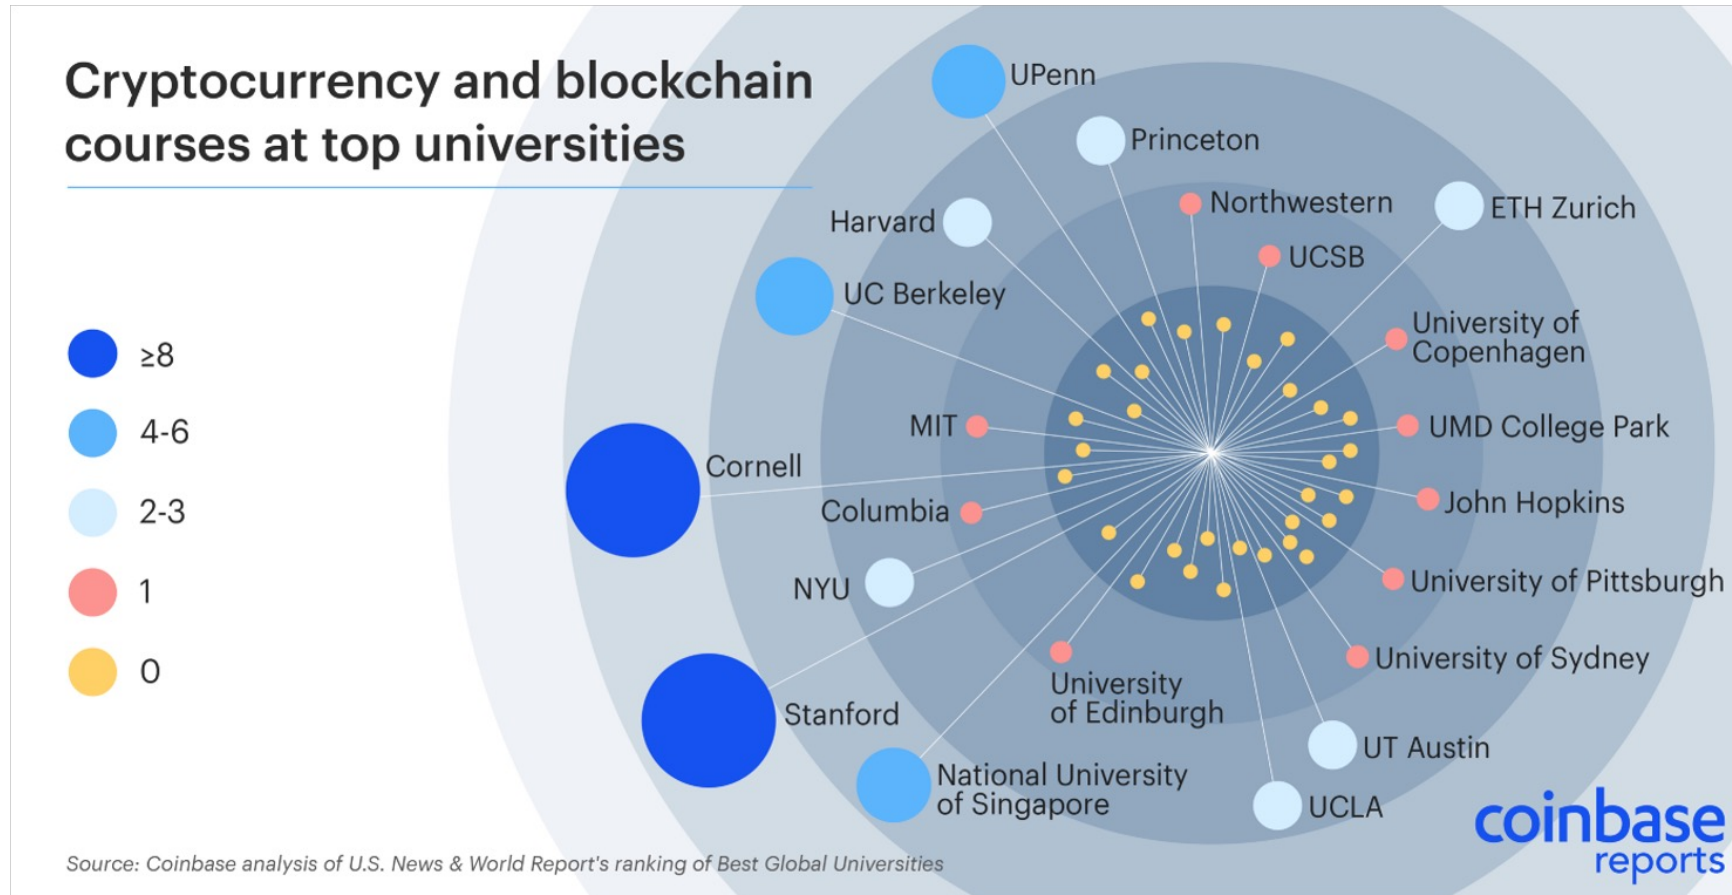 Cryptocurrency and blockchain
courses at top universities
≥8
4-6
2-3
1
0
UPenn
Princeton
Northwestern
ETH Zurich
Harvard
UCSB
UC Berkeley
University of
Copenhagen
MIT
UMD College Park
Cornell
Columbia
John Hopkins
NYU
University of Pittsburgh
University of Sydney
University
of Edinburgh
Stanford
UT Austin
National University
of Singapore
UCLA
coinbase
reports
Source: Coinbase analysis of U.S. News & World Report's ranking of Best Global Universities